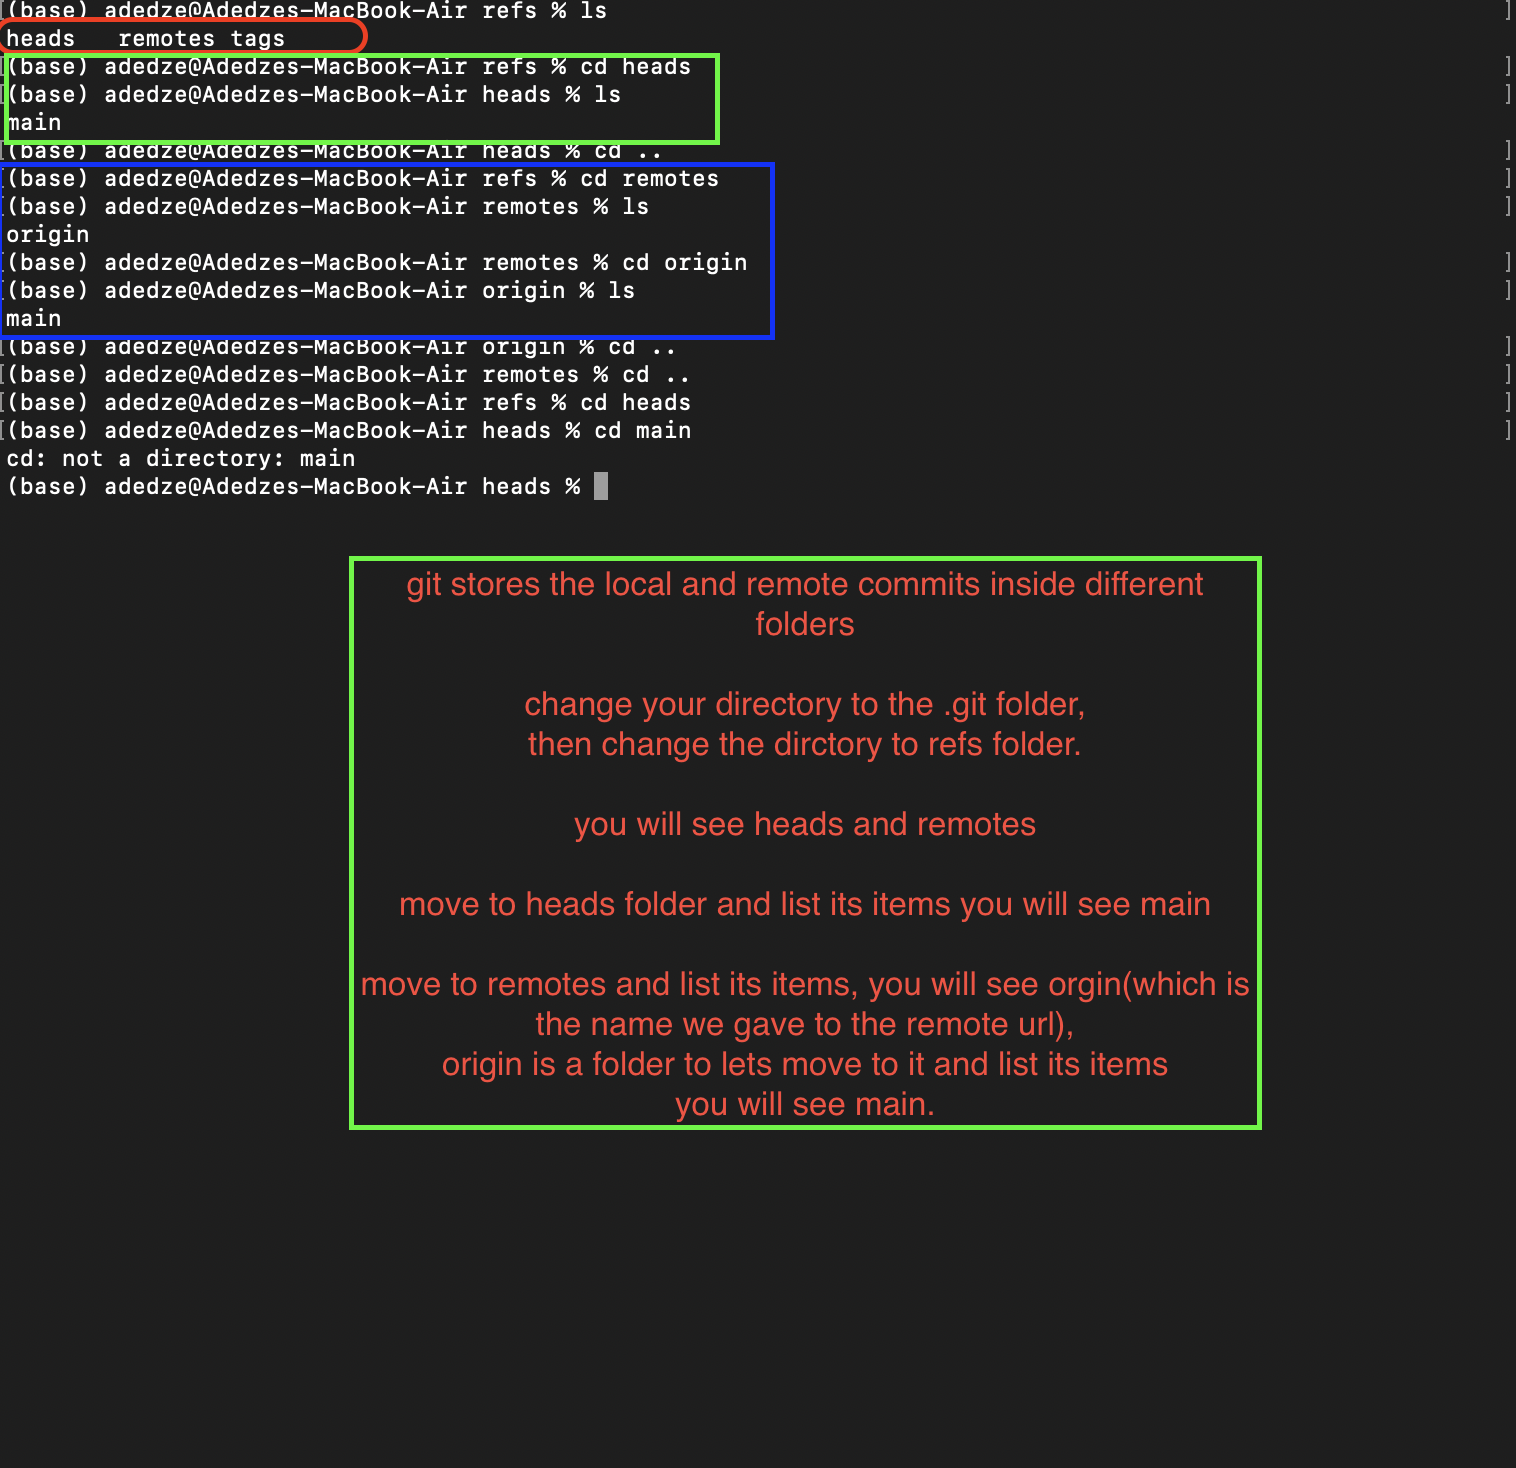 [(base) adedze@Adedzes-MacBook-Air refs % ls ]
heads remotes tags
[(base) adedze@Adedzes-MacBook-Air refs % cd heads ]
[(base) adedze@Adedzes-MacBook-Air heads % ls ]
main
[(base) adedze@Adedzes-MacBook-Air heads % cd .. ]
[(base) adedze@Adedzes-MacBook-Air refs % cd remotes ]
[(base) adedze@Adedzes-MacBook-Air remotes % ls ]
origin
[(base) adedze@Adedzes-MacBook-Air remotes % cd origin ]
[(base) adedze@Adedzes-MacBook-Air origin % ls ]
main
[(base) adedze@Adedzes-MacBook-Air origin % cd .. ]
[(base) adedze@Adedzes-MacBook-Air remotes % cd .. ]
[(base) adedze@Adedzes-MacBook-Air refs % cd heads ]
[(base) adedze@Adedzes-MacBook-Air heads % cd main ]
cd: not a directory: main
(base) adedze@Adedzes-MacBook-Air heads %
git stores the local and remote commits inside different
folders
change your directory to the .git folder,
then change the dirctory to refs folder.
you will see heads and remotes
move to heads folder and list its items you will see main
move to remotes and list its items, you will see orgin(which is
the name we gave to the remote url),
origin is a folder to lets move to it and list its items
you will see main.